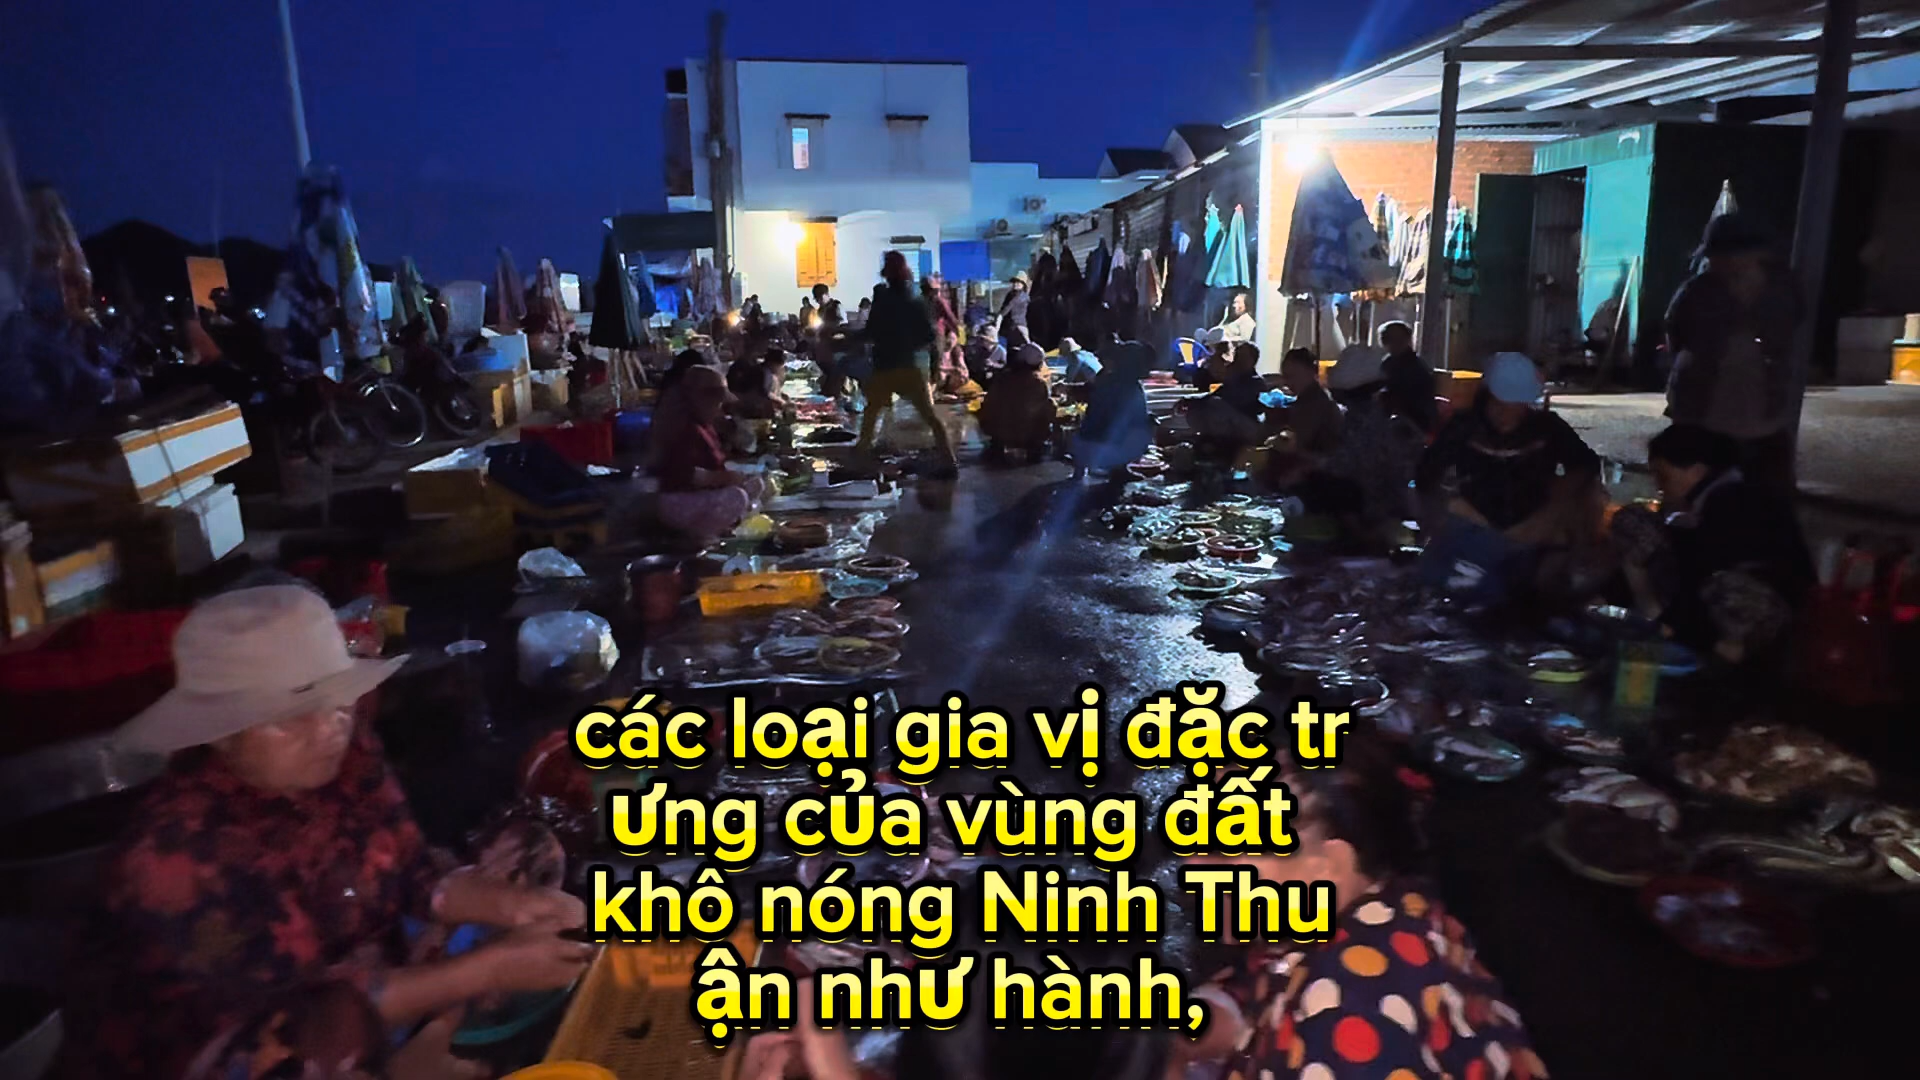 các loại gia vị đặc tr
ưng của vùng đất
khô nóng Ninh Thu
ận như hành,